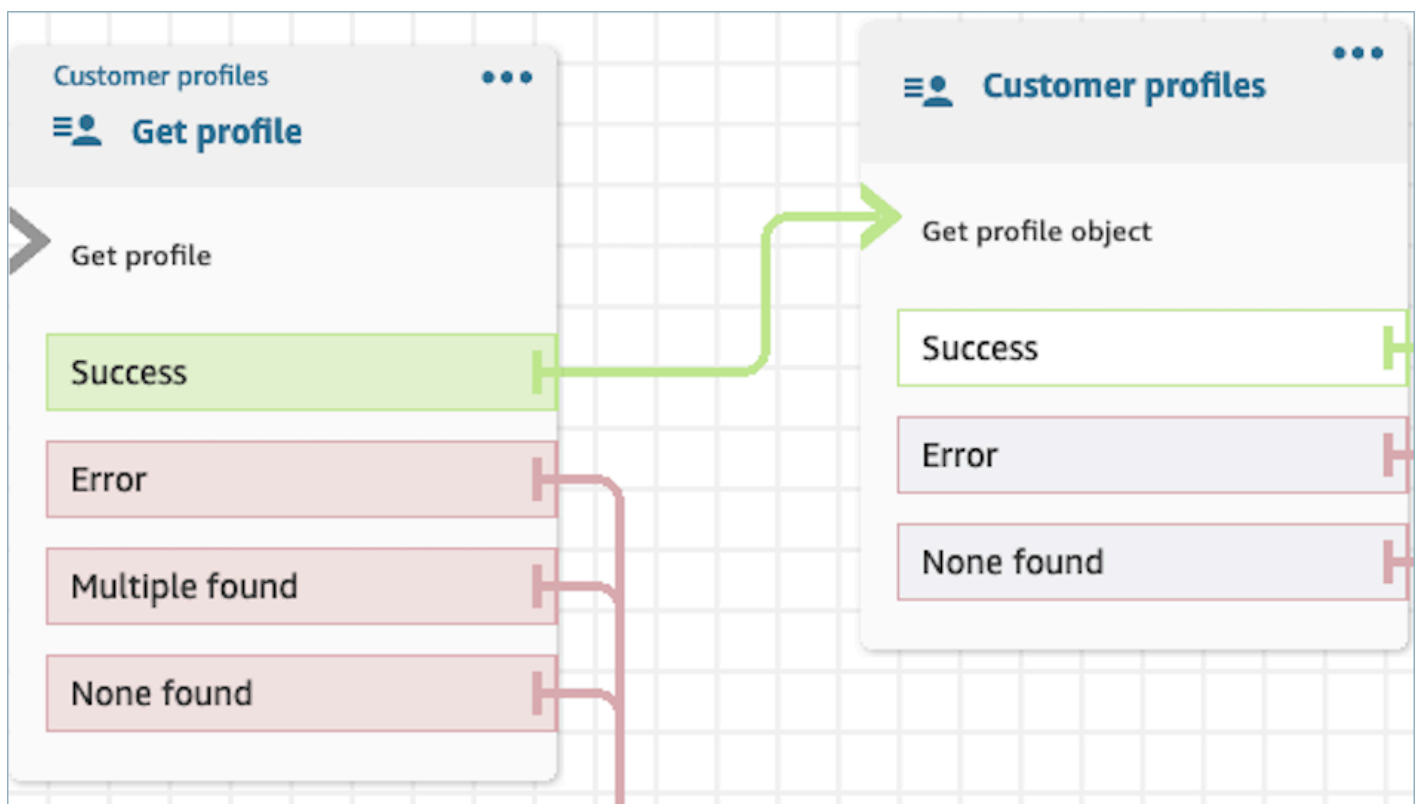 Customer profiles
Get profile
Get profile
Success
Error
Multiple found
None found
Customer profiles
Get profile object
Success
Error
None found